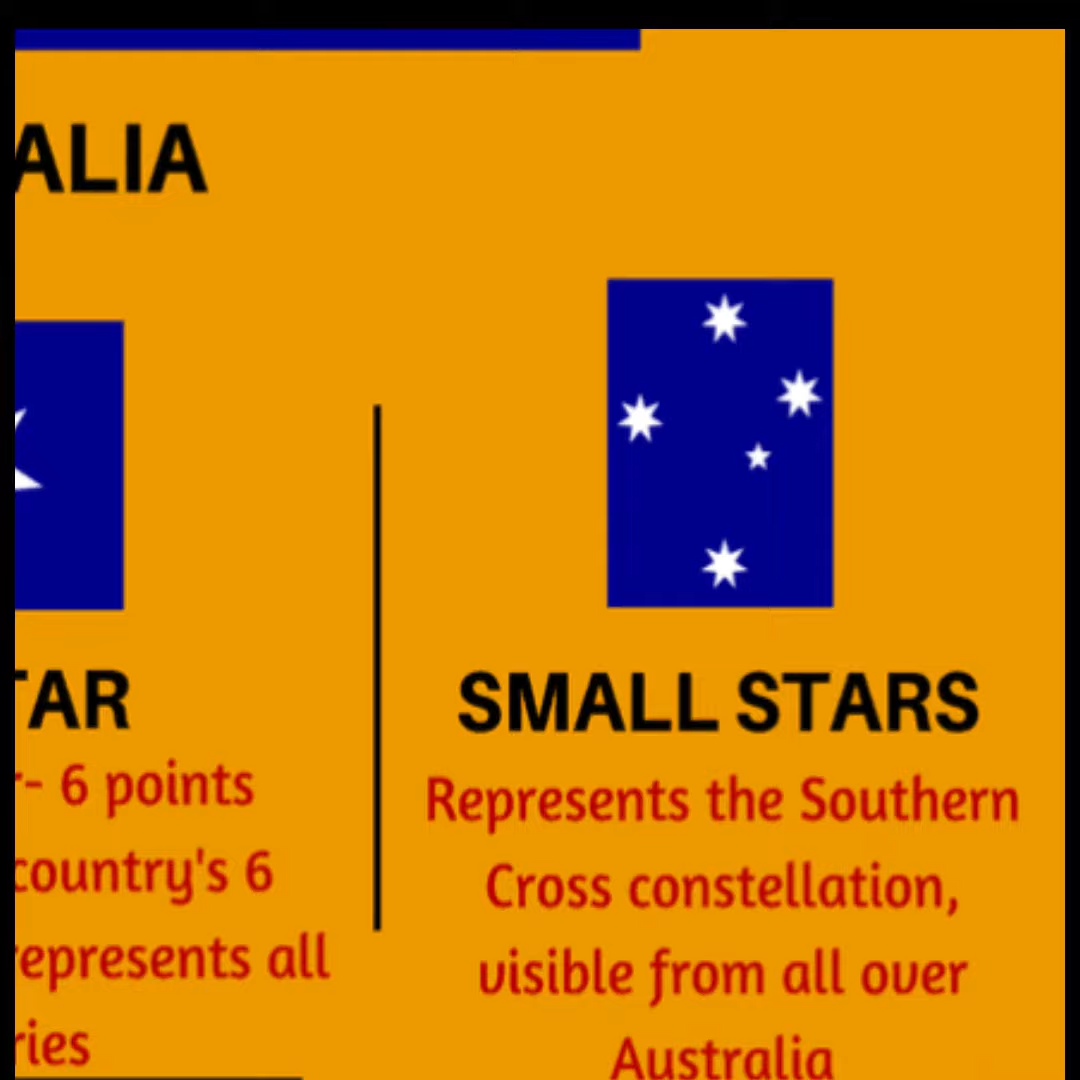 ALIA
TAR
r- 6 points
country's 6
represents all
ries
SMALL STARS
Represents the Southern
Cross constellation,
visible from all over
Australia